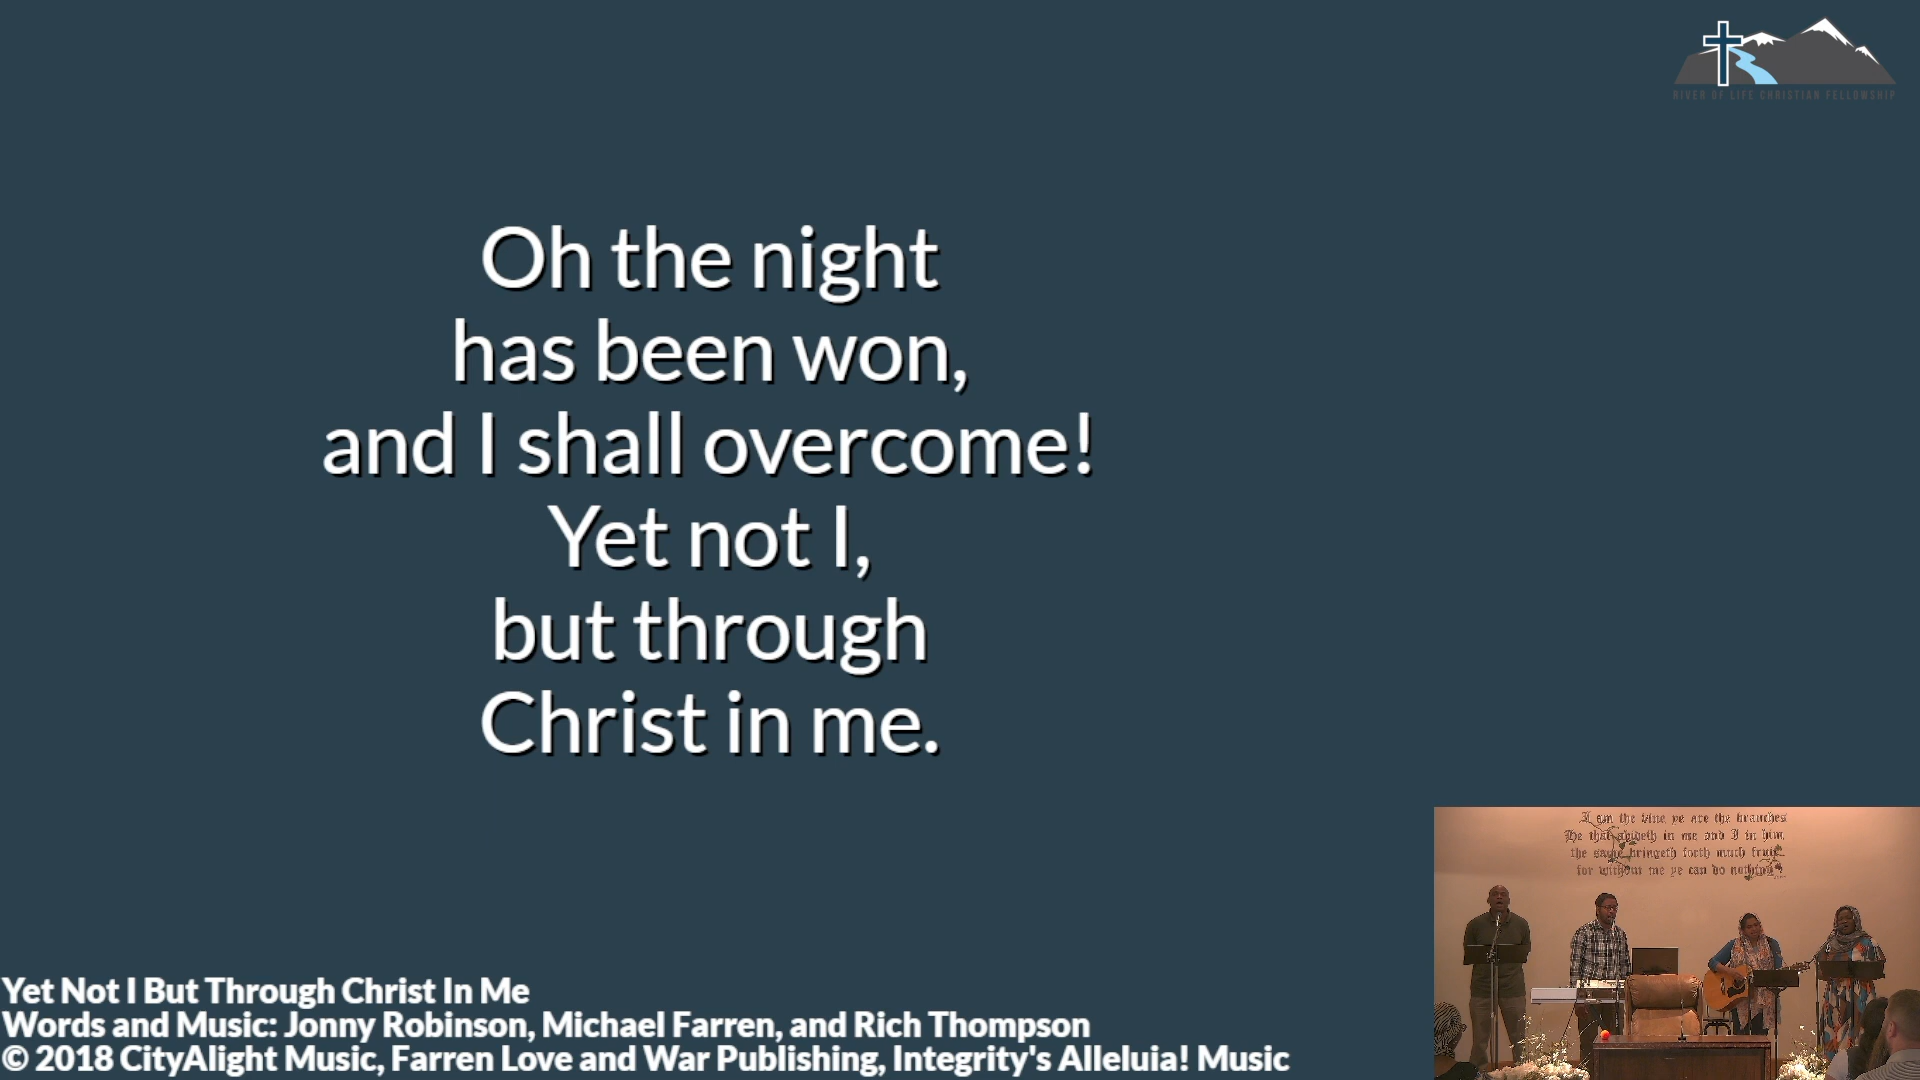 RIVER OF LIFE CHRISTIAN FELLOWSHIP
Oh the night
has been won,
and I shall overcome!
Yet not I,
but through
Christ in me.
I am the vine ye are the branches
He that abideth in me and I in him,
the same bringeth forth much fruit
for without me ye can do nothing
Yet Not I But Through Christ In Me
Words and Music: Jonny Robinson, Michael Farren, and Rich Thompson
© 2018 CityAlight Music, Farren Love and War Publishing, Integrity's Alleluia! Music